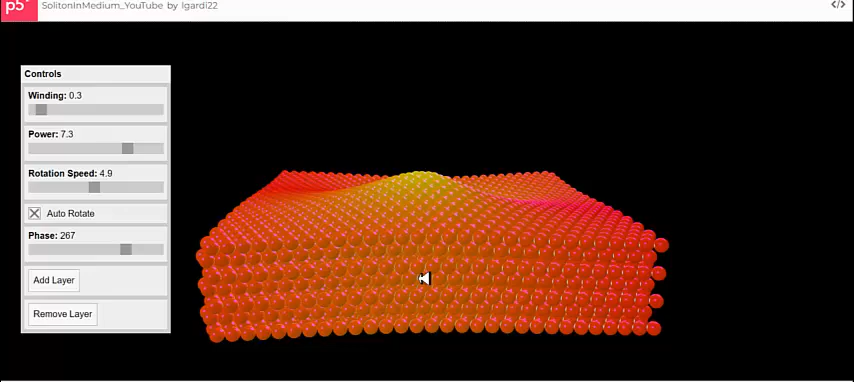 p5*
SolitonInMedium_YouTube by lgardi22
</>
Controls
Winding: 0.3
Power: 7.3
Rotation Speed: 4.9
Auto Rotate
Phase: 267
Add Layer
Remove Layer